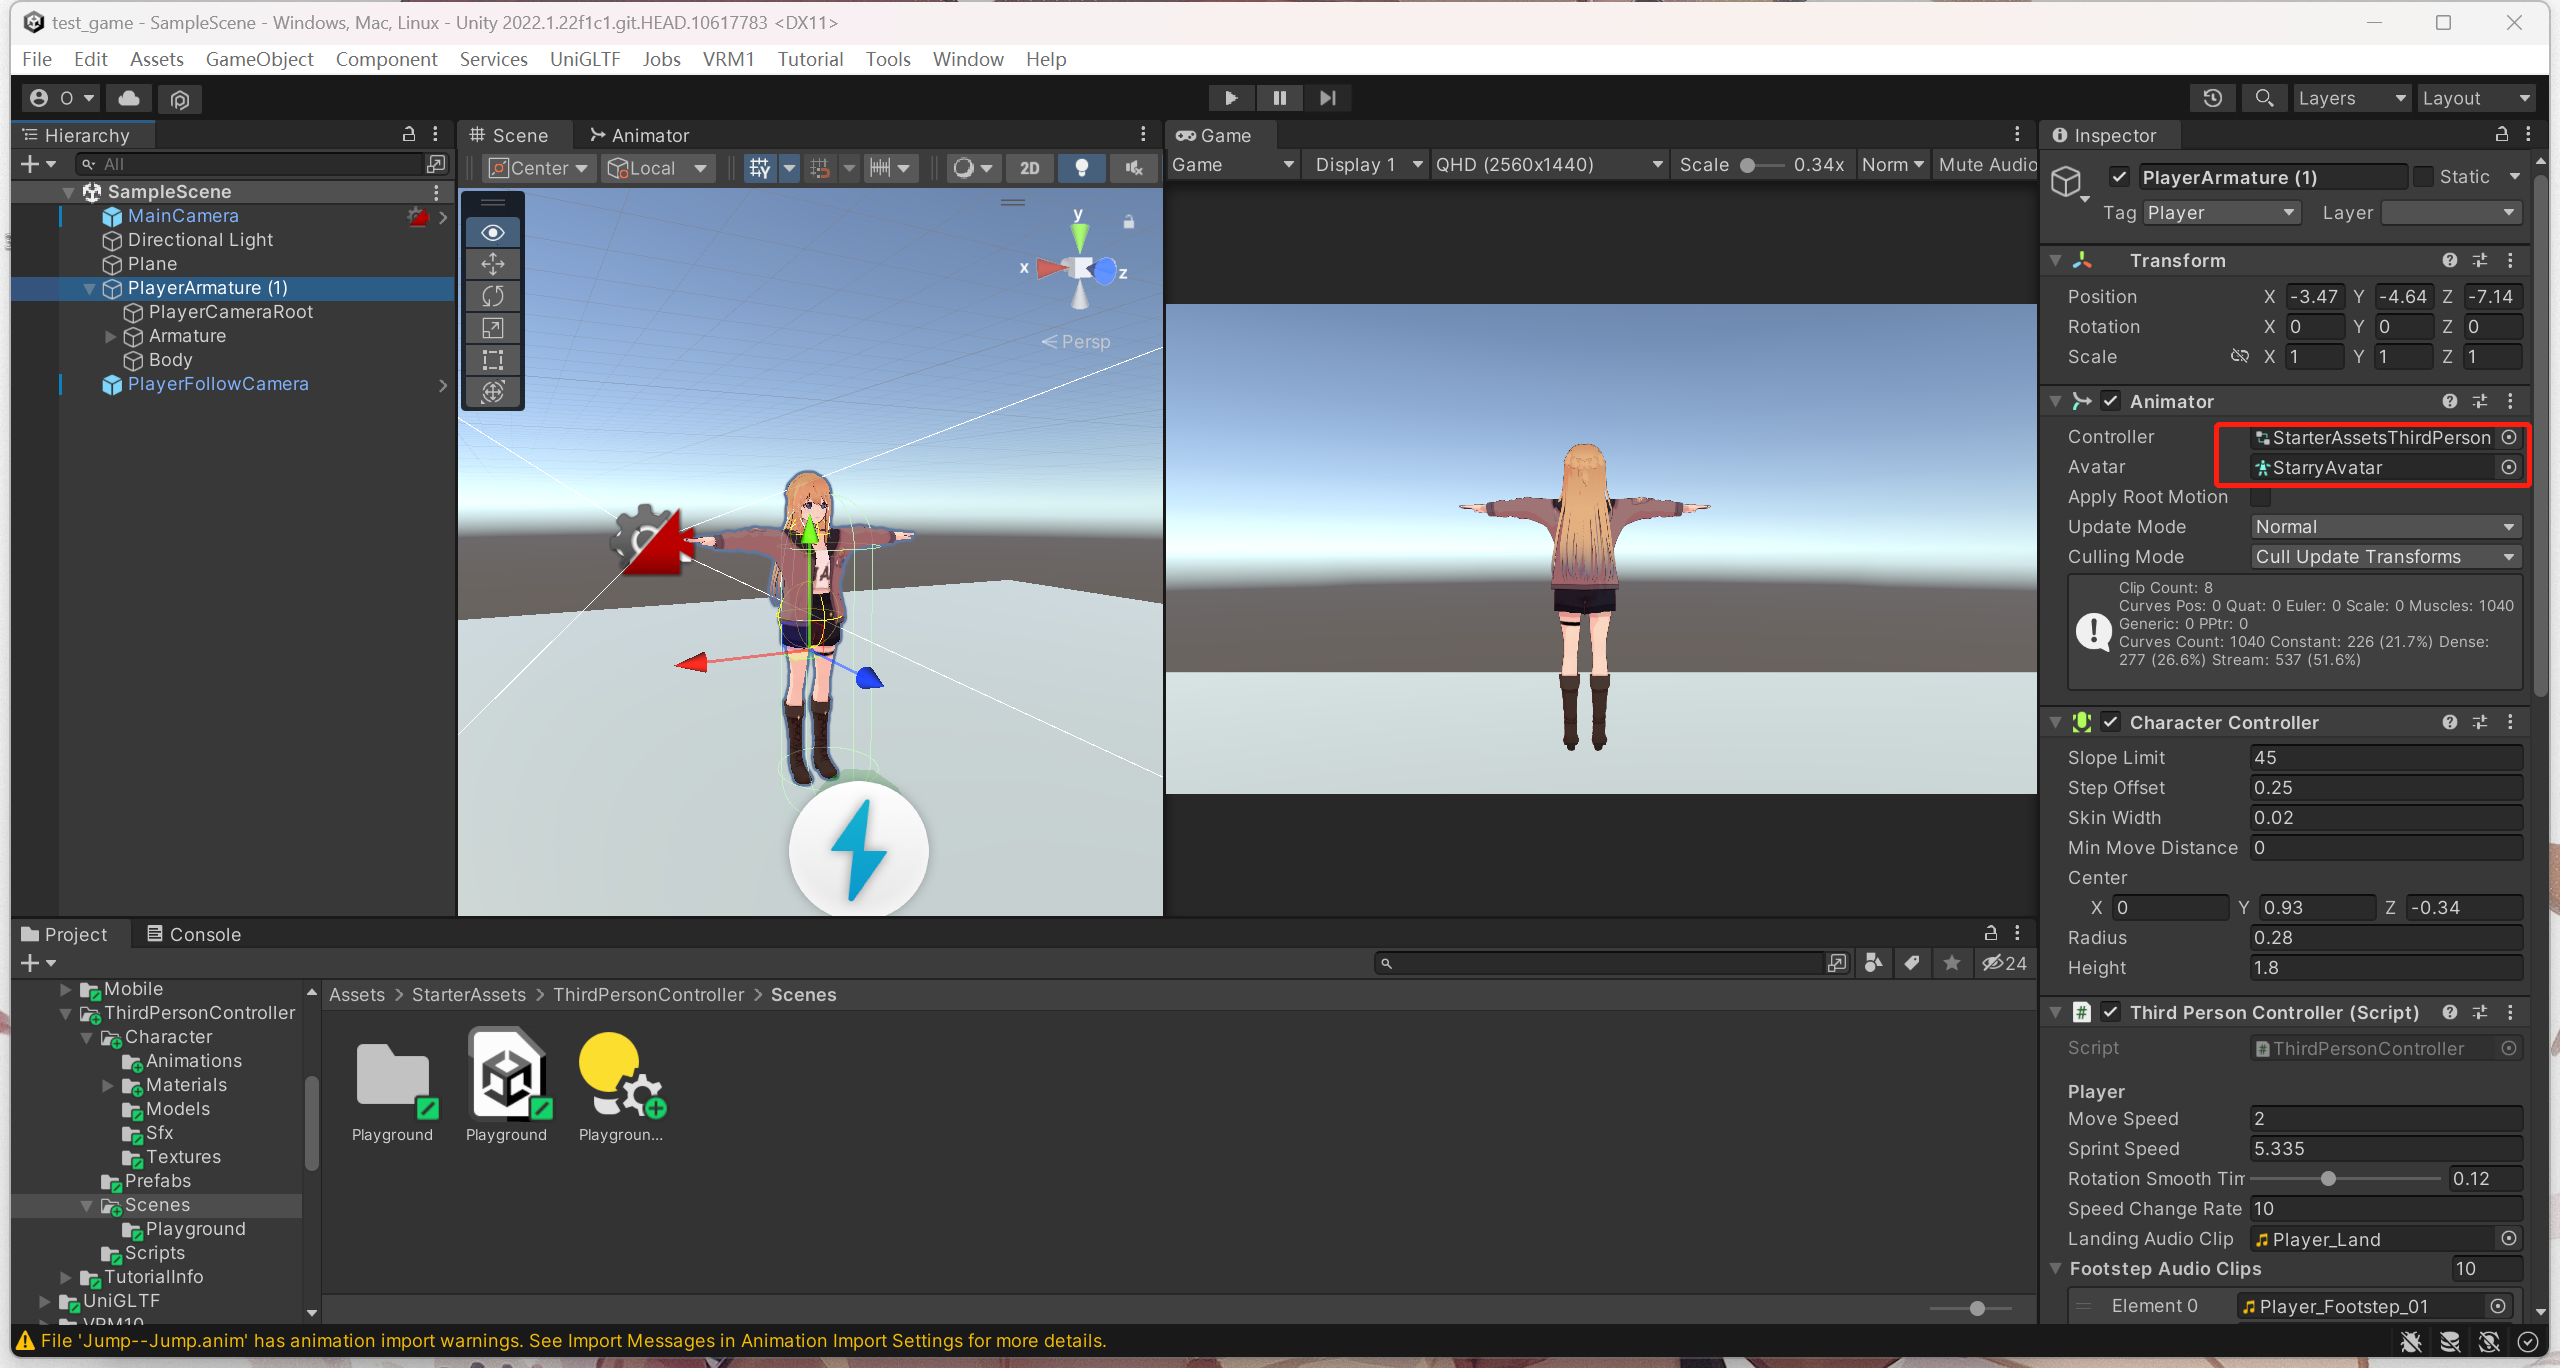 test_game - SampleScene - Windows, Mac, Linux - Unity 2022.1.22f1c1.git.HEAD.10617783 <DX11>
File Edit Assets GameObject Component Services UniGLTF Jobs VRM1 Tutorial Tools Window Help
O Layers Layout
Hierarchy
All
SampleScene
MainCamera
Directional Light
Plane
PlayerArmature (1)
PlayerCameraRoot
Armature
Body
PlayerFollowCamera
Scene Animator
Center Local 2D
y
x z
Persp
Game
Game Display 1 QHD (2560x1440) Scale 0.34x Norm Mute Audio
Inspector
PlayerArmature (1) Static
Tag Player Layer
Transform
Position X -3.47 Y -4.64 Z -7.14
Rotation X 0 Y 0 Z 0
Scale X 1 Y 1 Z 1
Animator
Controller StarterAssetsThirdPerson
Avatar StarryAvatar
Apply Root Motion
Update Mode Normal
Culling Mode Cull Update Transforms
Clip Count: 8
Curves Pos: 0 Quat: 0 Euler: 0 Scale: 0 Muscles: 1040
Generic: 0 PPtr: 0
Curves Count: 1040 Constant: 226 (21.7%) Dense:
277 (26.6%) Stream: 537 (51.6%)
Character Controller
Slope Limit 45
Step Offset 0.25
Skin Width 0.02
Min Move Distance 0
Center
X 0 Y 0.93 Z -0.34
Radius 0.28
Height 1.8
Third Person Controller (Script)
Script ThirdPersonController
Player
Move Speed 2
Sprint Speed 5.335
Rotation Smooth Tim 0.12
Speed Change Rate 10
Landing Audio Clip Player_Land
Footstep Audio Clips 10
Element 0 Player_Footstep_01
Project Console
24
Mobile
ThirdPersonController
Character
Animations
Materials
Models
Sfx
Textures
Prefabs
Scenes
Playground
Scripts
TutorialInfo
UniGLTF
VRM10
Assets > StarterAssets > ThirdPersonController > Scenes
Playground Playground Playgroun...
File 'Jump--Jump.anim' has animation import warnings. See Import Messages in Animation Import Settings for more details.